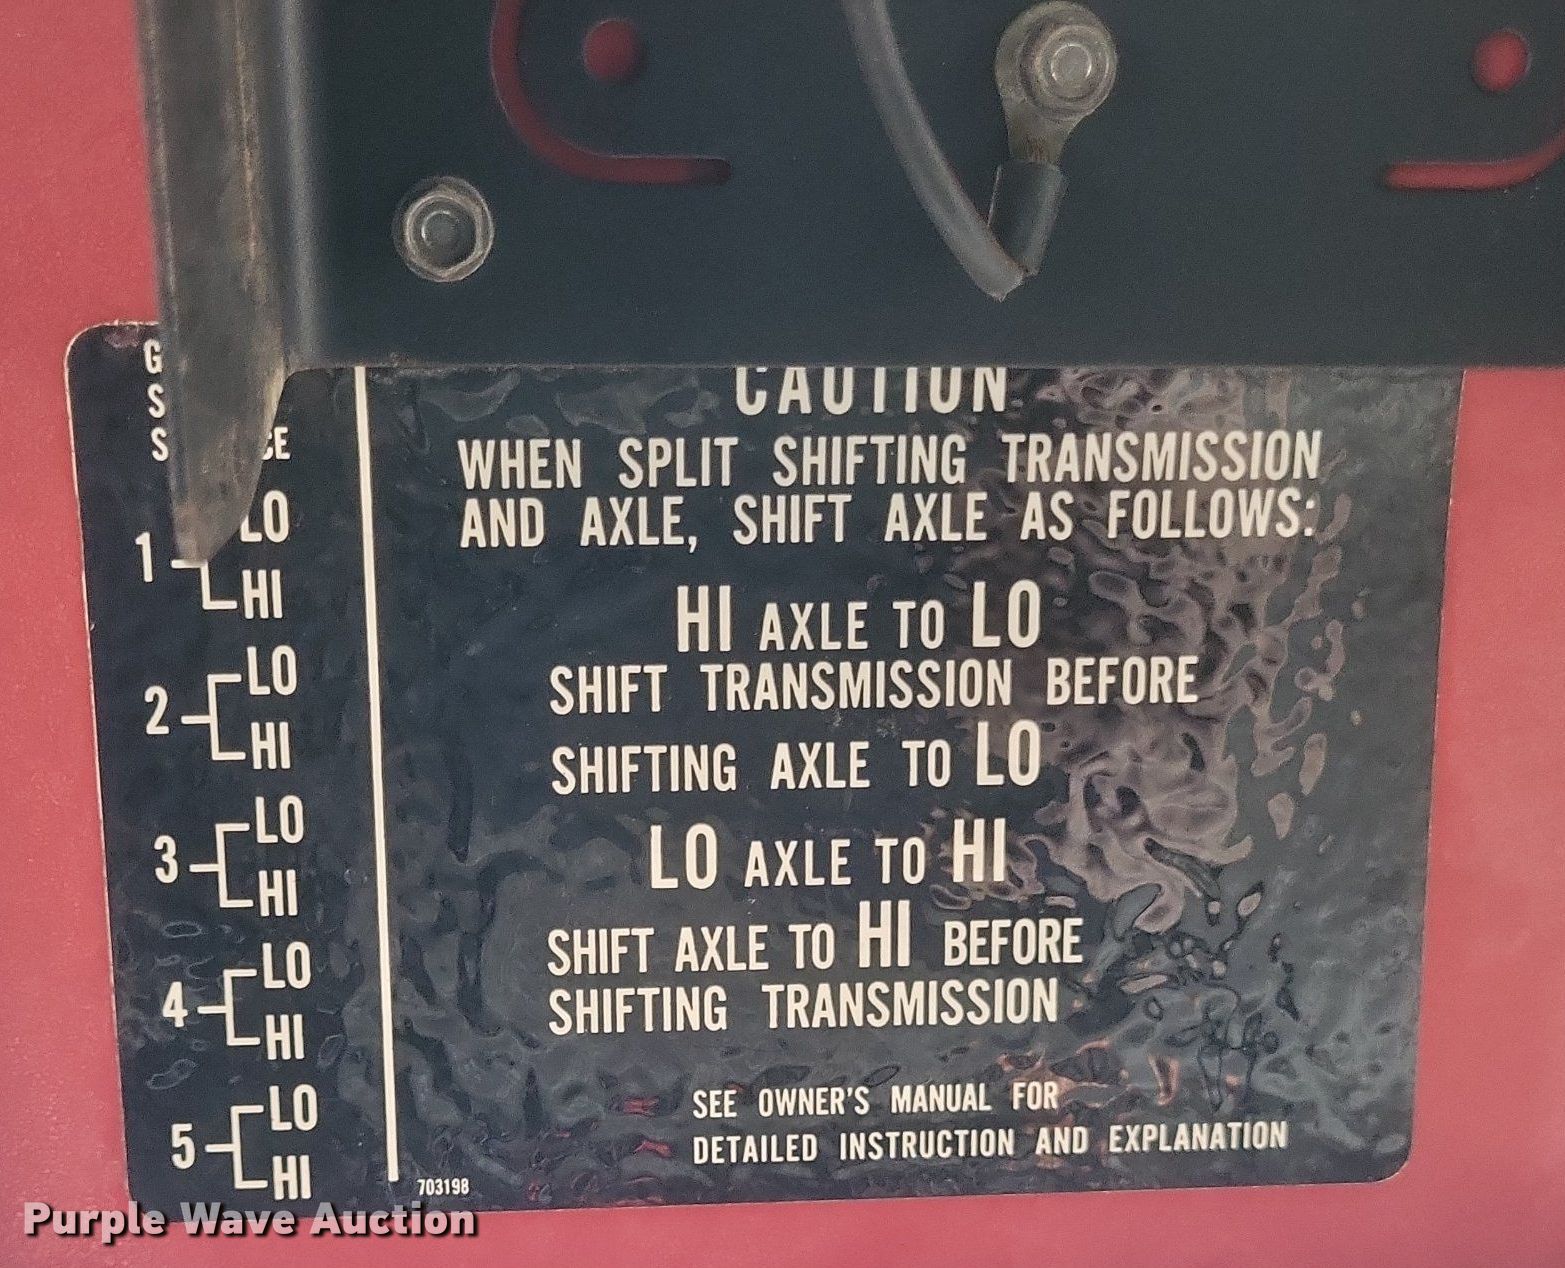 CAUTION
WHEN SPLIT SHIFTING TRANSMISSION
AND AXLE, SHIFT AXLE AS FOLLOWS:
HI AXLE TO LO
SHIFT TRANSMISSION BEFORE
SHIFTING AXLE TO LO
LO AXLE TO HI
SHIFT AXLE TO HI BEFORE
SHIFTING TRANSMISSION
SEE OWNER'S MANUAL FOR
DETAILED INSTRUCTION AND EXPLANATION
703198
LO
1
HI
LO
2
HI
LO
3
HI
LO
4
HI
LO
5
HI
Purple Wave Auction